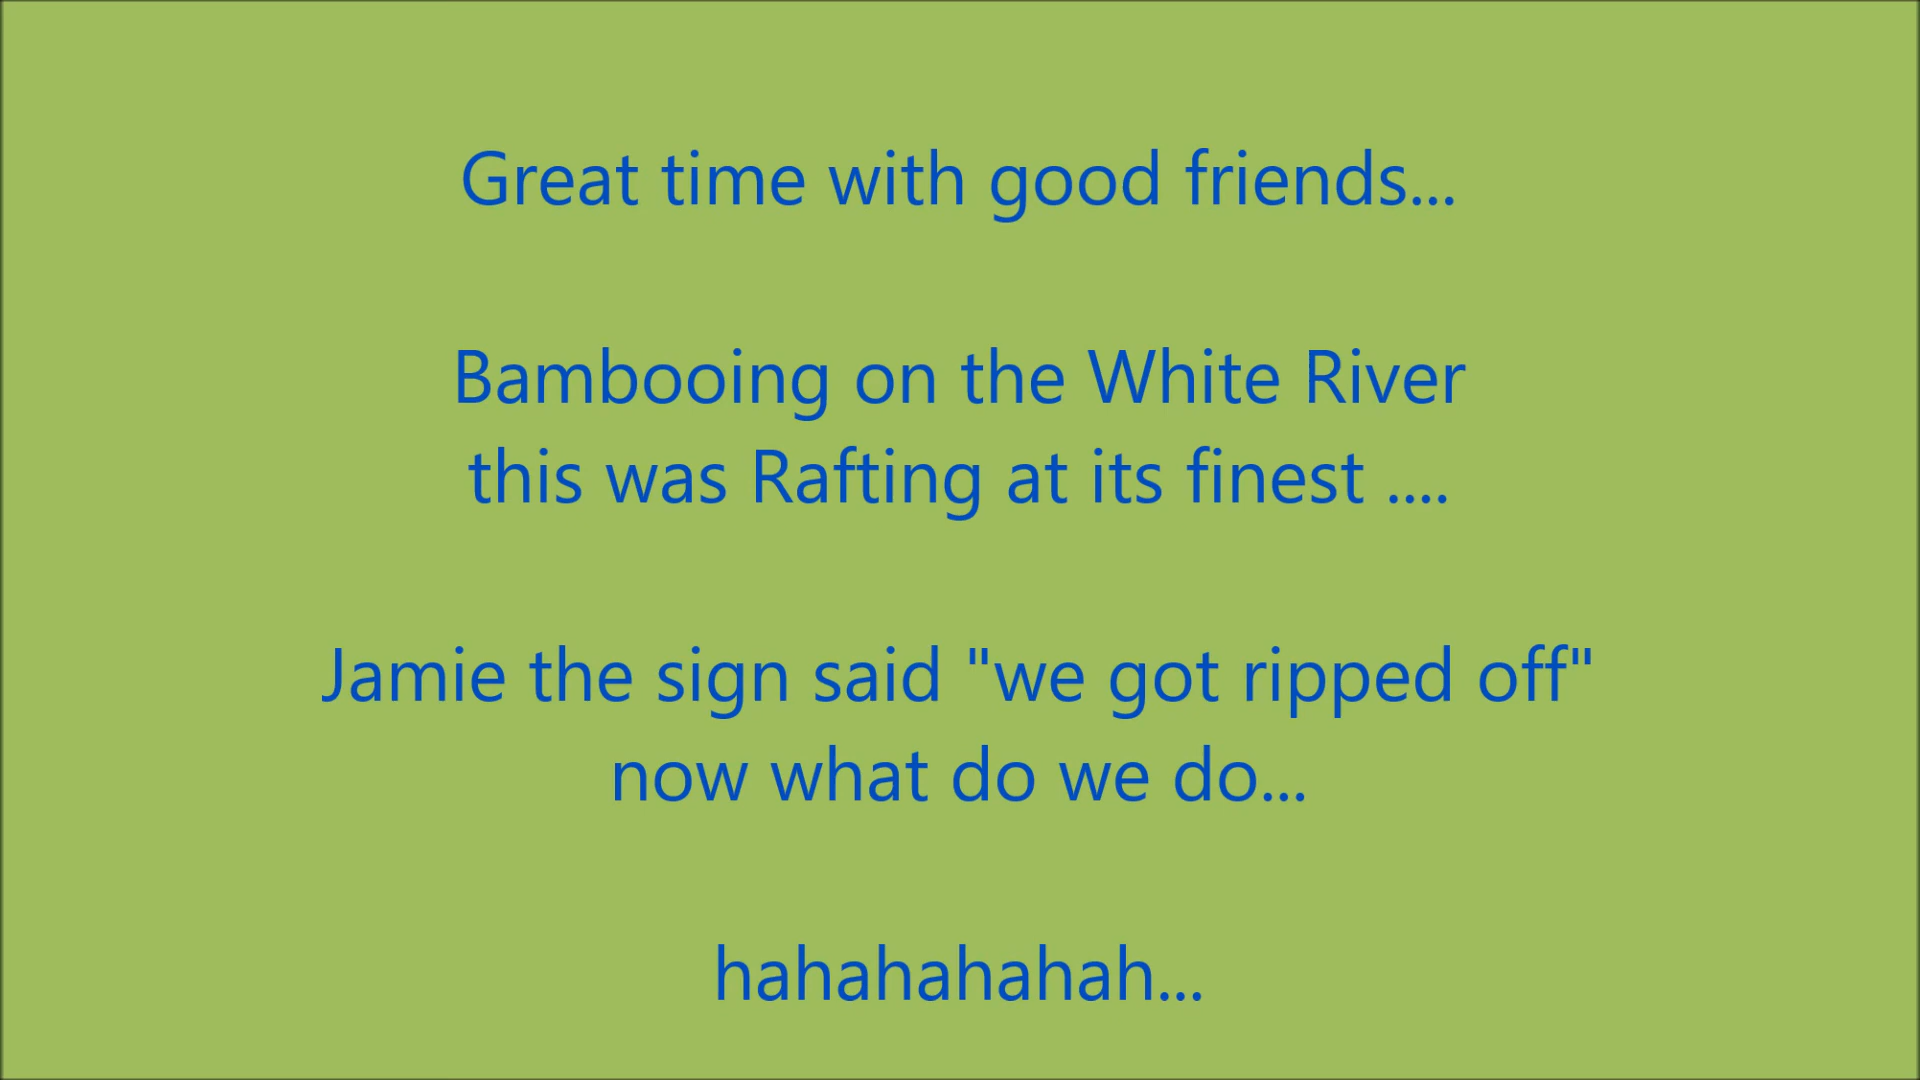 Great time with good friends...
Bambooing on the White River
this was Rafting at its finest ....
Jamie the sign said "we got ripped off"
now what do we do...
hahahahahah...